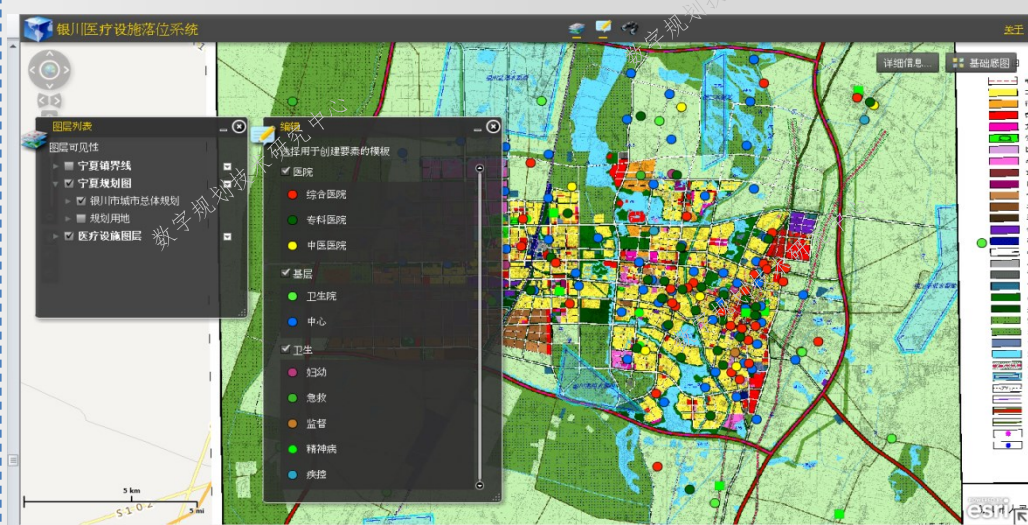 银川医疗设施落位系统
关于
详细信息....
基础底图
图层列表
图层可见性
宁夏镇界线
宁夏规划图
银川市城市总体规划
规划用地
医疗设施图层
编辑
选择用于创建要素的模板
医院
综合医院
专科医院
中医医院
基层
卫生院
中心
卫生
妇幼
急救
监督
精神病
疾控
数字规划技术研究中心
5 km
5 mi
S102
esri